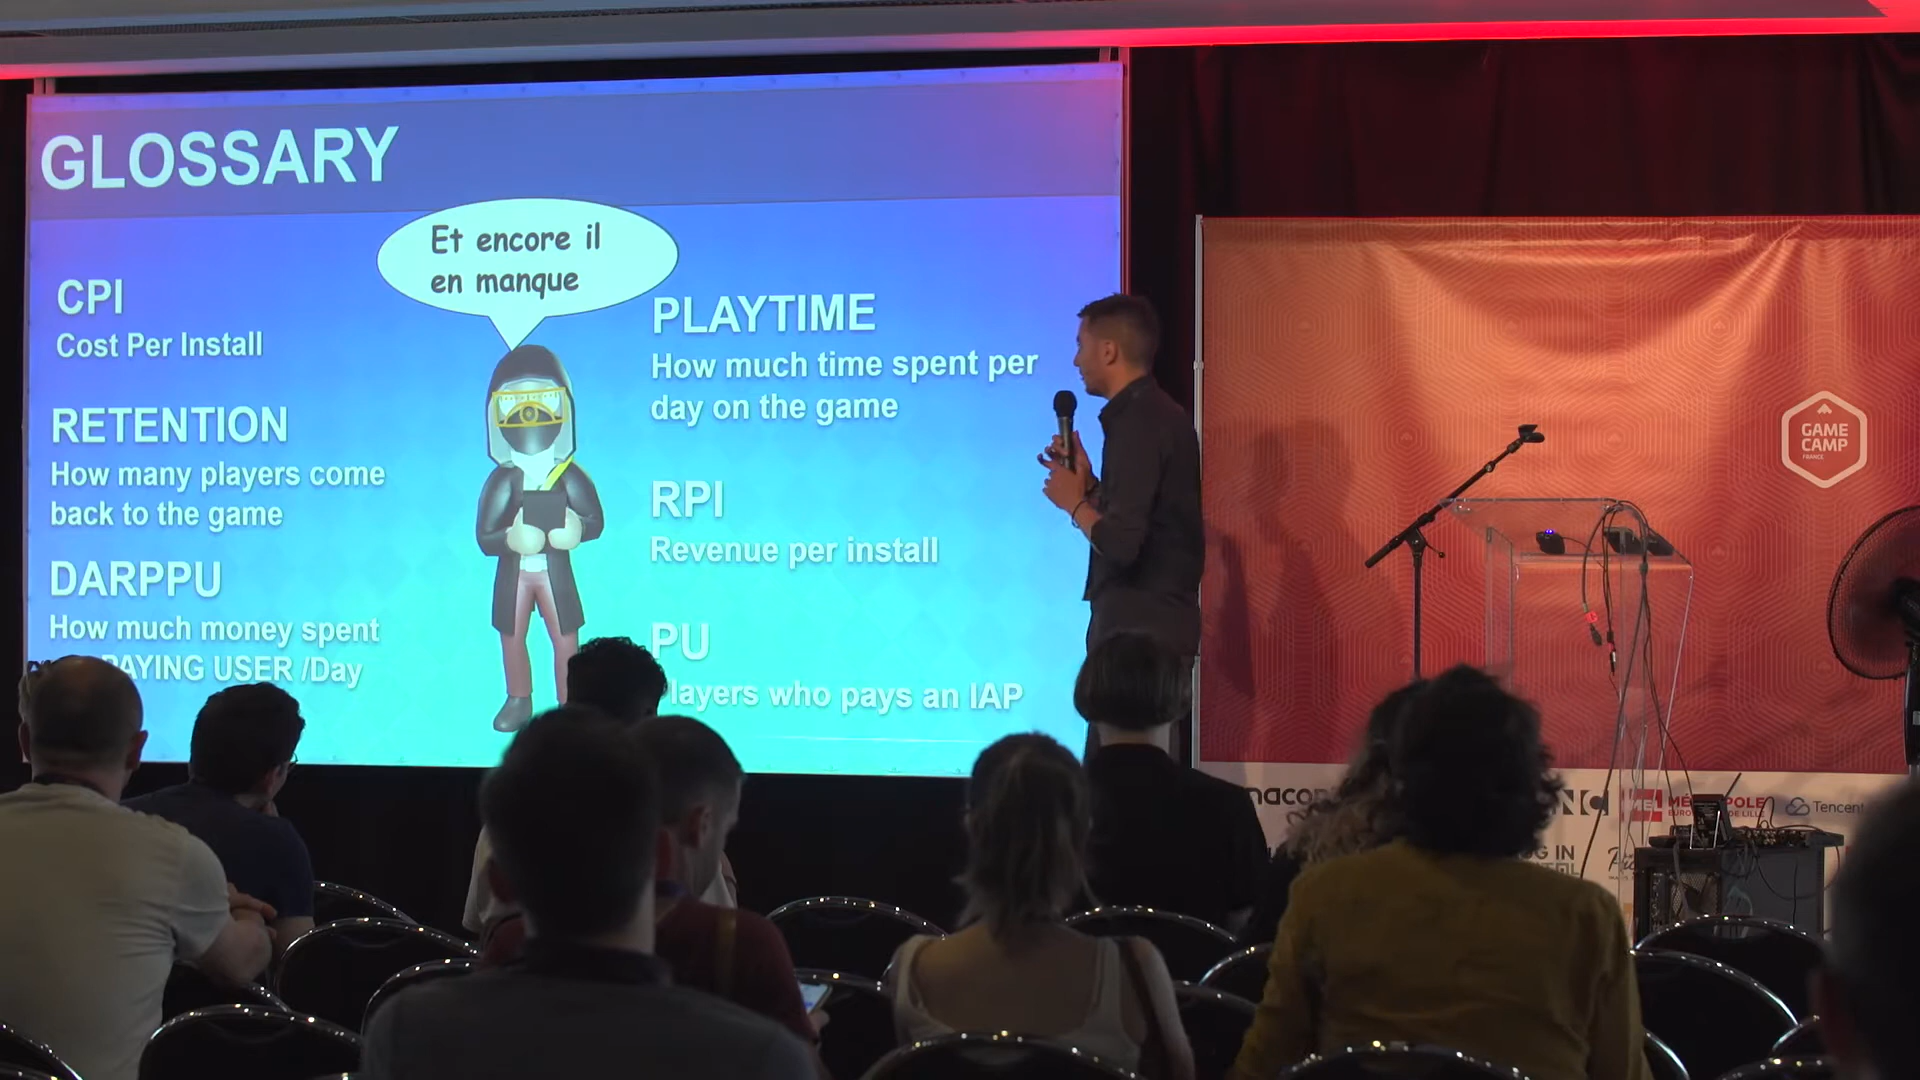 GLOSSARY
Et encore il
en manque
CPI
Cost Per Install
RETENTION
How many players come
back to the game
DARPPU
How much money spent
PAYING USER /Day
PLAYTIME
How much time spent per
day on the game
RPI
Revenue per install
PU
layers who pays an IAP
GAME
CAMP
FRANCE
Tencent